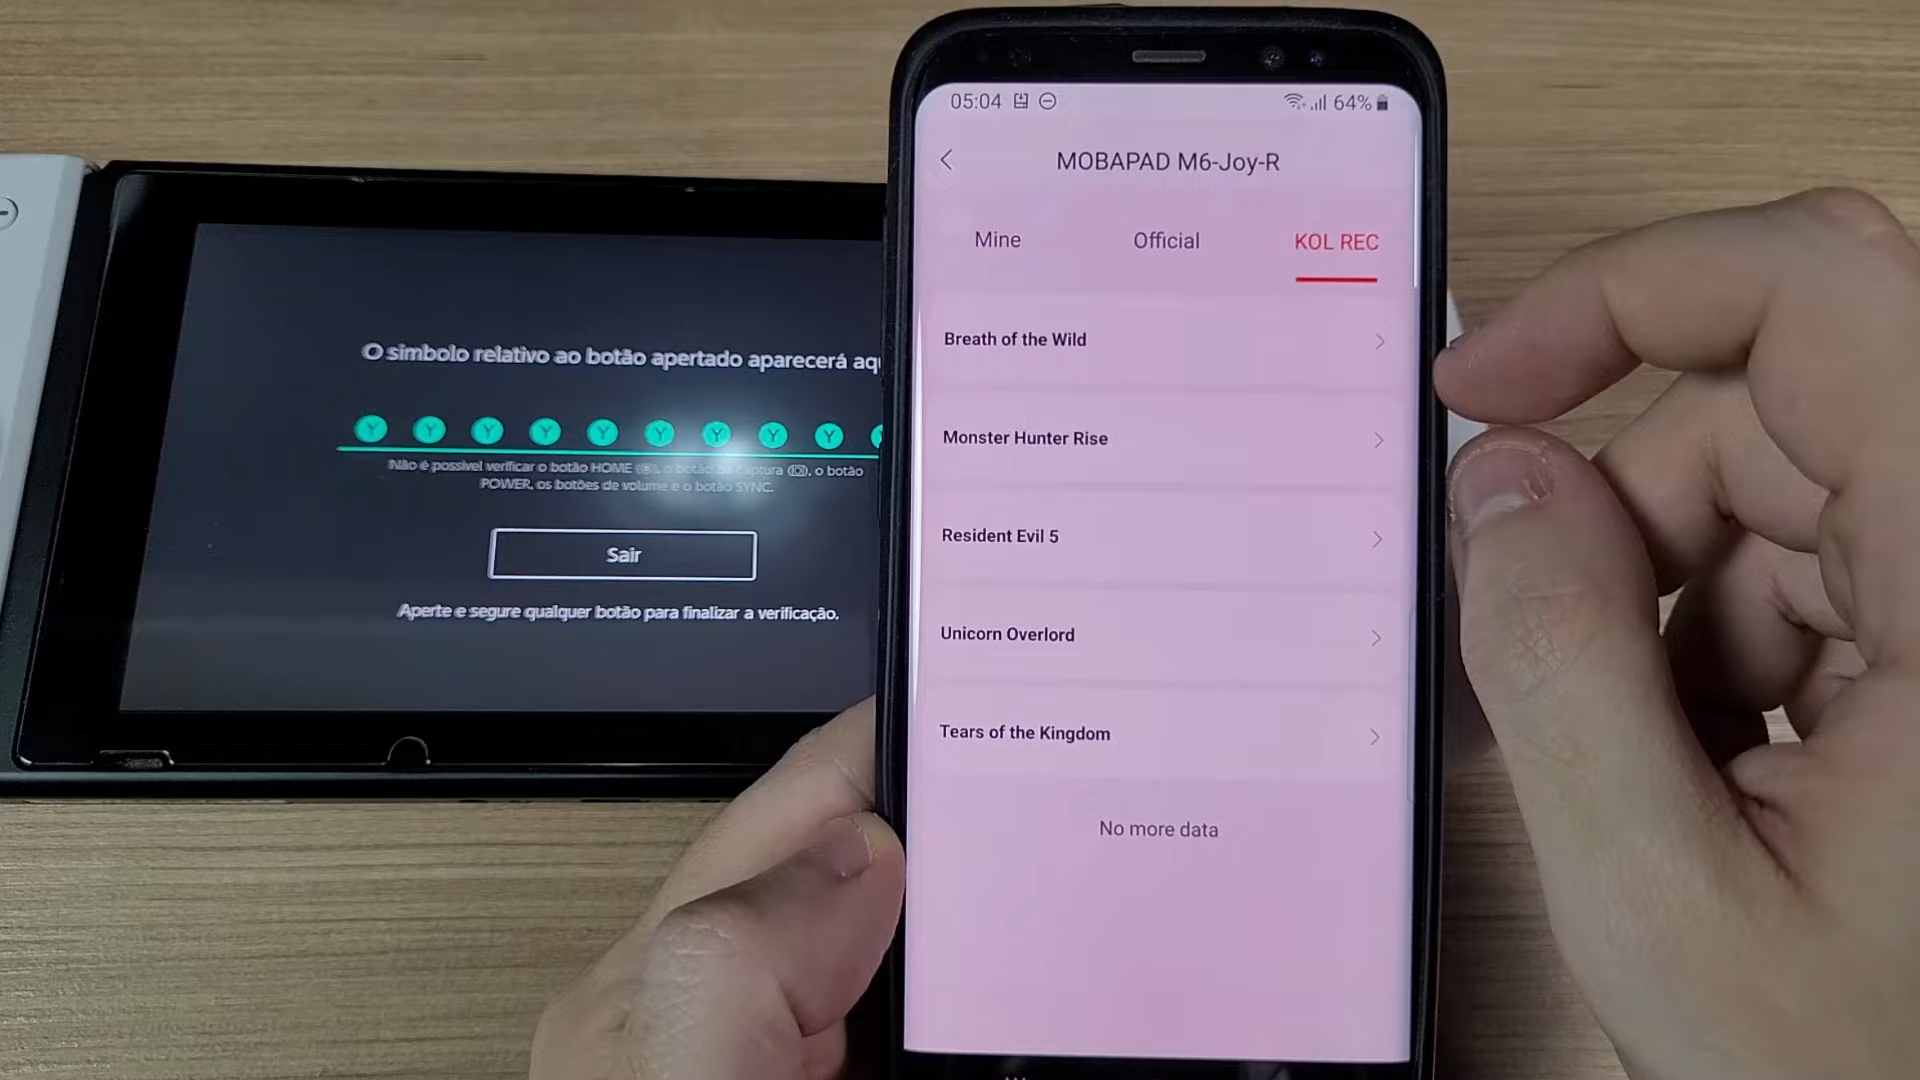 O símbolo relativo ao botão apertado aparecerá aqu
Y Y Y Y Y Y Y Y Y
Não é possível verificar o botão HOME, o botão de captura, o botão
POWER, os botões de volume e o botão SYNC.
Sair
Aperte e segure qualquer botão para finalizar a verificação.
05:04
64%
MOBAPAD M6-Joy-R
Mine
Official
KOL REC
Breath of the Wild
Monster Hunter Rise
Resident Evil 5
Unicorn Overlord
Tears of the Kingdom
No more data